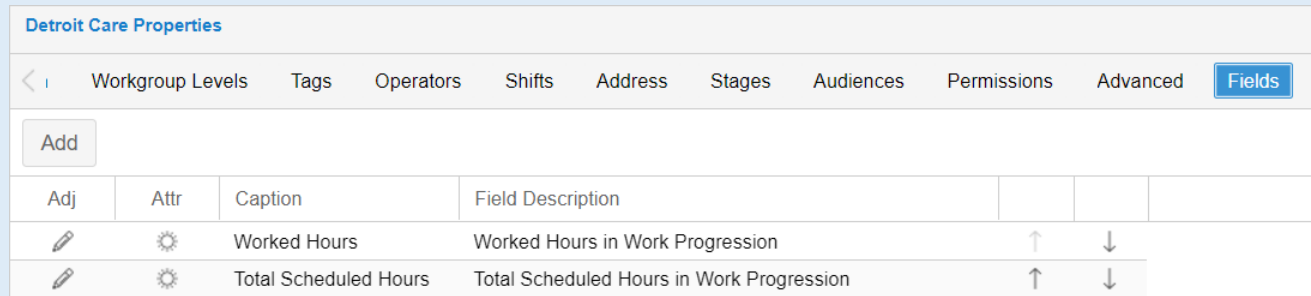 Detroit Care Properties
Workgroup Levels Tags Operators Shifts Address Stages Audiences Permissions Advanced Fields
Add
Adj Attr Caption Field Description
Worked Hours Worked Hours in Work Progression
Total Scheduled Hours Total Scheduled Hours in Work Progression